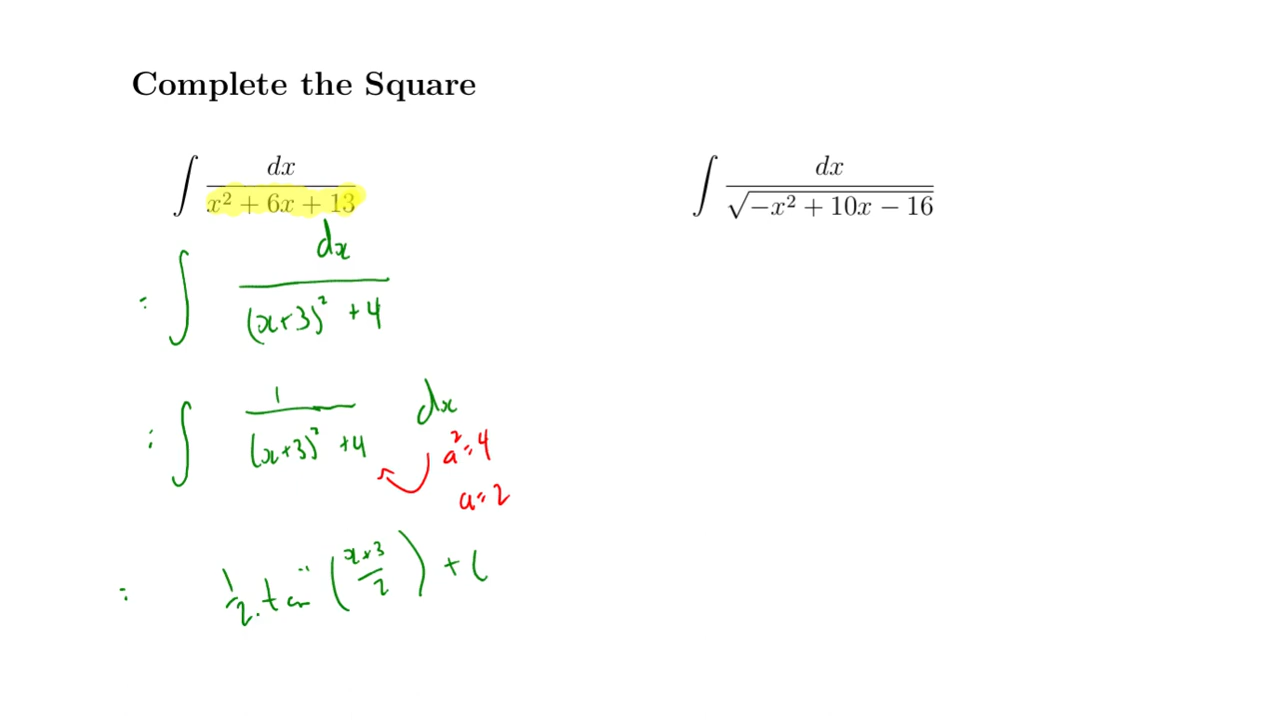 Complete the Square
∫ dx / (x² + 6x + 13)
= ∫ dx / ((x+3)² + 4)
= ∫ 1 / ((x+3)² + 4) dx
a² = 4
a = 2
= 1/2 . tan⁻¹ ((x+3)/2) + C
∫ dx / √(−x² + 10x − 16)